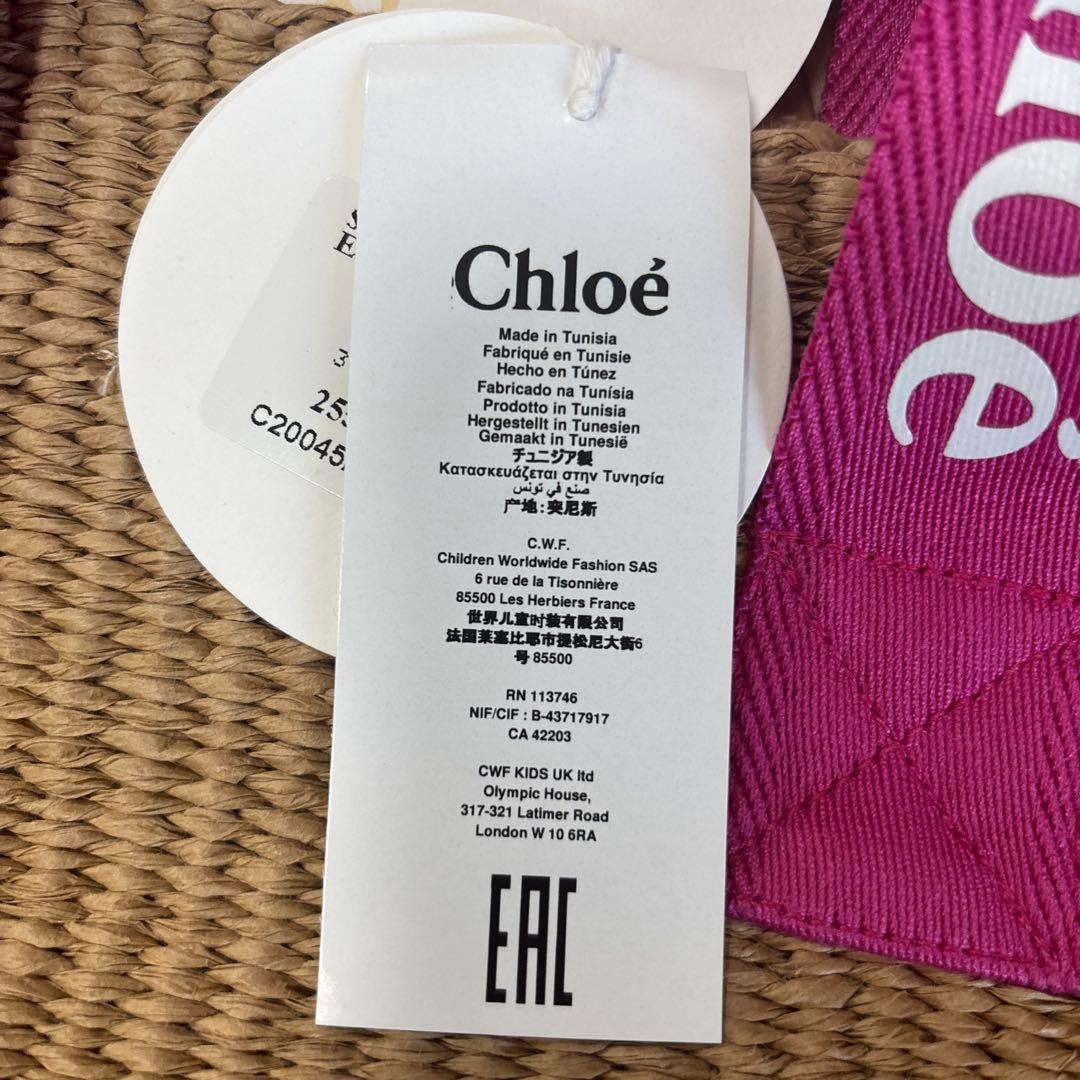 Chloé
Made in Tunisia
Fabriqué en Tunisie
Hecho en Túnez
Fabricado na Tunísia
Prodotto in Tunisia
Hergestellt in Tunesien
Gemaakt in Tunesië
チュニジア製
Κατασκευάζεται στην Τυνησία
صنع في تونس
产地:突尼斯
C.W.F.
Children Worldwide Fashion SAS
6 rue de la Tisonnière
85500 Les Herbiers France
世界儿童时装有限公司
法国莱塞比耶市提松尼大街6
号 85500
RN 113746
NIF/CIF : B-43717917
CA 42203
CWF KIDS UK ltd
Olympic House,
317-321 Latimer Road
London W 10 6RA
EAC
C20045